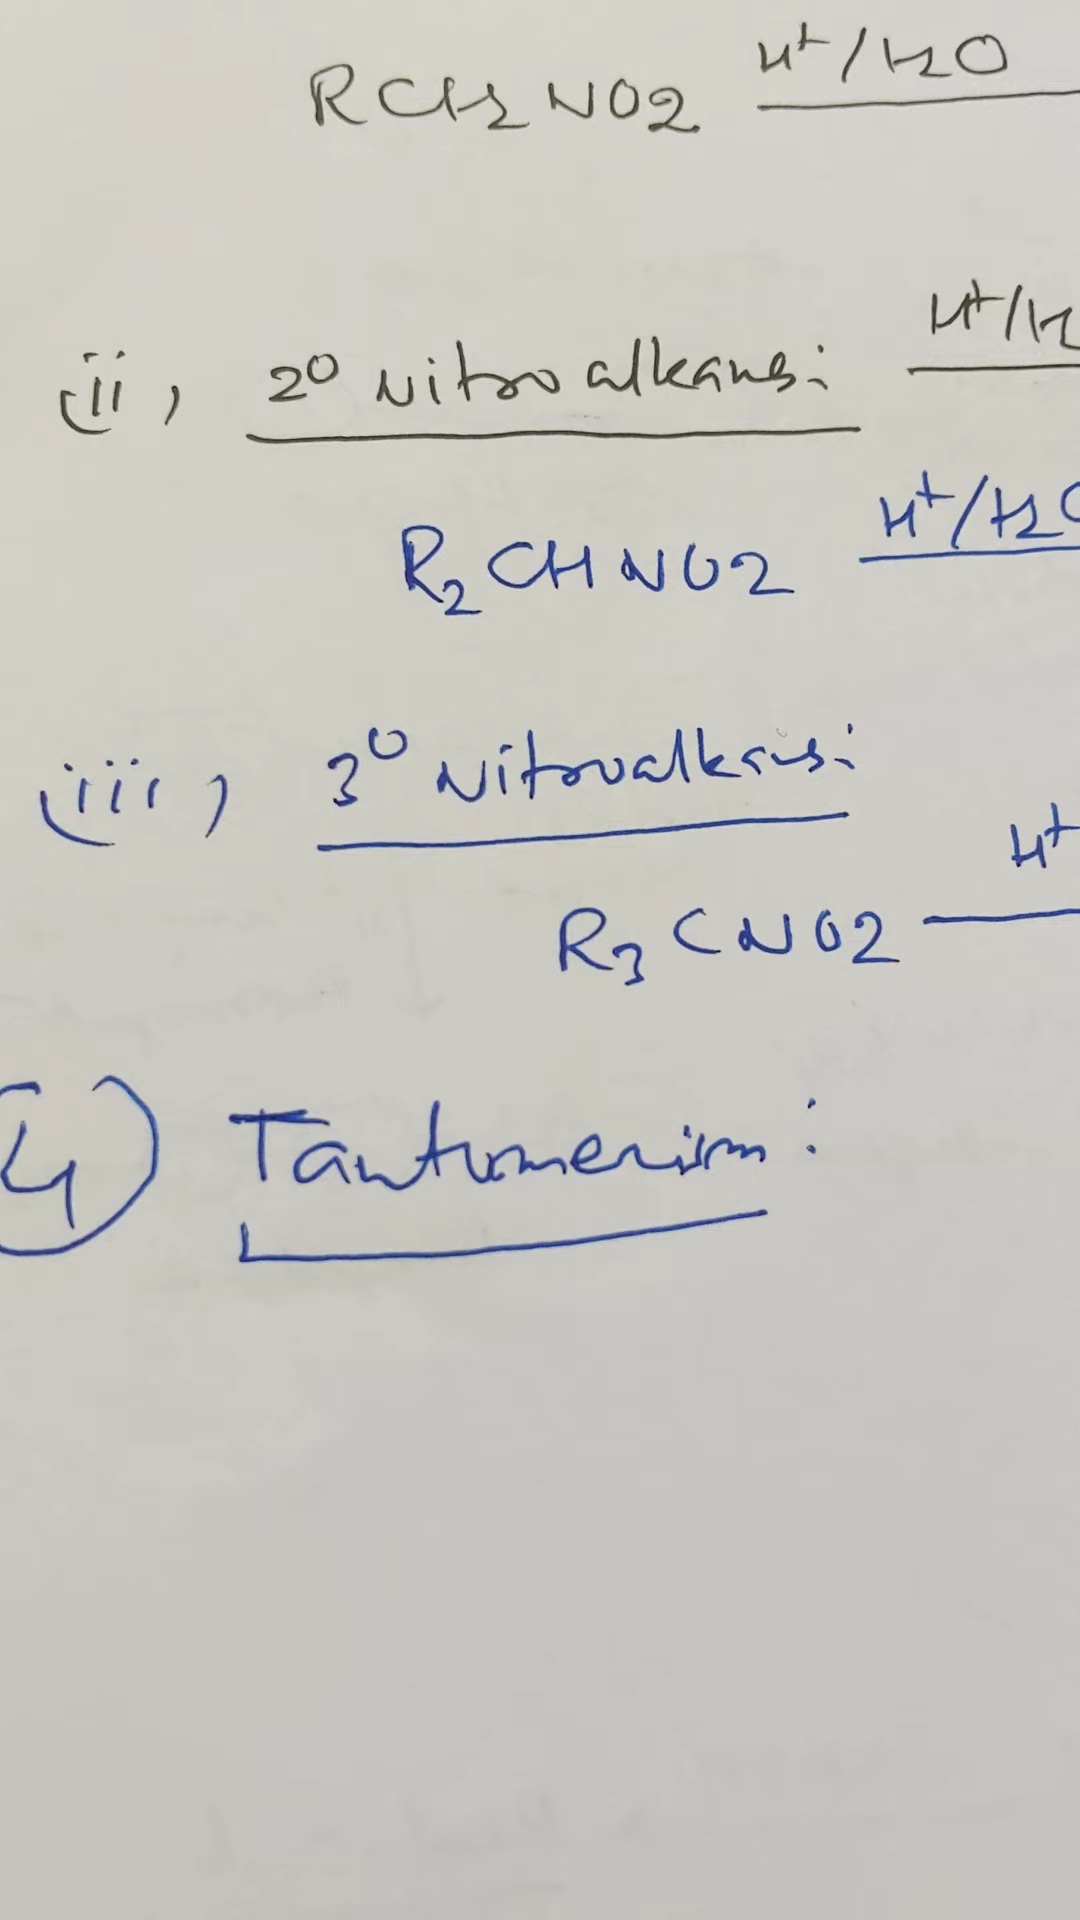 RCH2NO2 H+/H2O
(ii) 2° Nitroalkanes: H+/H
R2CHNO2 H+/H2O
(iii) 3° Nitroalkanes:
R3CNO2 H+
4) Tautomerism: